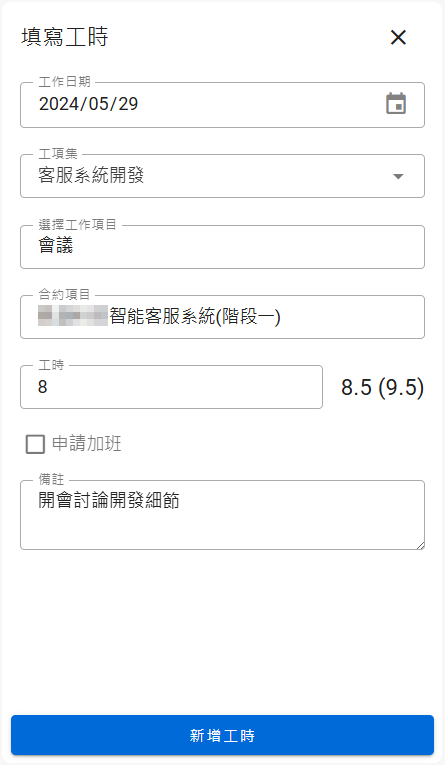 填寫工時
工作日期
2024/05/29
工項集
客服系統開發
選擇工作項目
會議
合約項目
智能客服系統(階段一)
工時
8
8.5 (9.5)
申請加班
備註
開會討論開發細節
新增工時